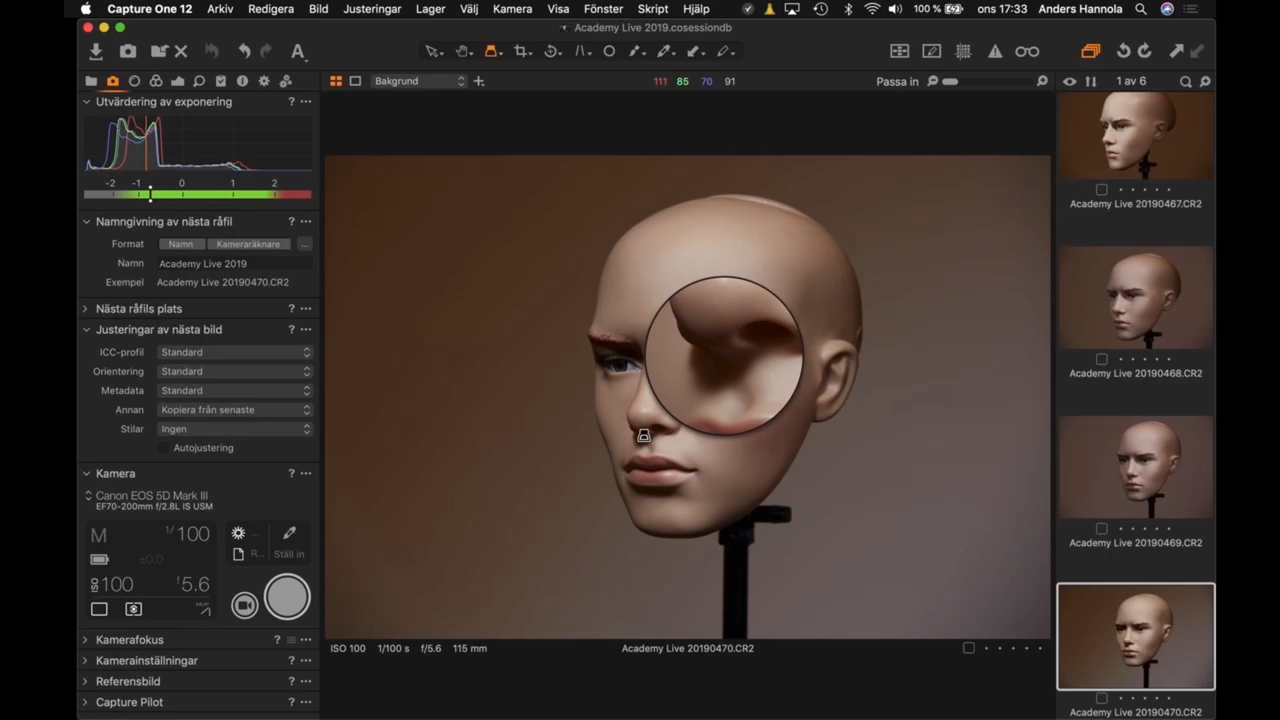 Capture One 12 Arkiv Redigera Bild Justeringar Lager Välj Kamera Visa Fönster Skript Hjälp 100 % ons 17:33 Anders Hannola
Academy Live 2019.cosessiondb
Bakgrund 111 85 70 91 Passa in 1 av 6
Utvärdering av exponering ? ...
-2 -1 0 1 2
Namngivning av nästa råfil ? ...
Format Namn Kameraräknare ...
Namn Academy Live 2019
Exempel Academy Live 20190470.CR2
Nästa råfils plats ? ...
Justeringar av nästa bild ? ...
ICC-profil Standard
Orientering Standard
Metadata Standard
Annan Kopiera från senaste
Stilar Ingen
Autojustering
Kamera ? ...
Canon EOS 5D Mark III
EF70-200mm f/2.8L IS USM
M 1/100 ...
±0.0 R... Ställ in
ISO 100 f5.6
Kamerafokus ? ...
Kamerainställningar ? ...
Referensbild ? ...
Capture Pilot ? ...
ISO 100 1/100 s f/5.6 115 mm Academy Live 20190470.CR2
Academy Live 20190467.CR2
Academy Live 20190468.CR2
Academy Live 20190469.CR2
Academy Live 20190470.CR2